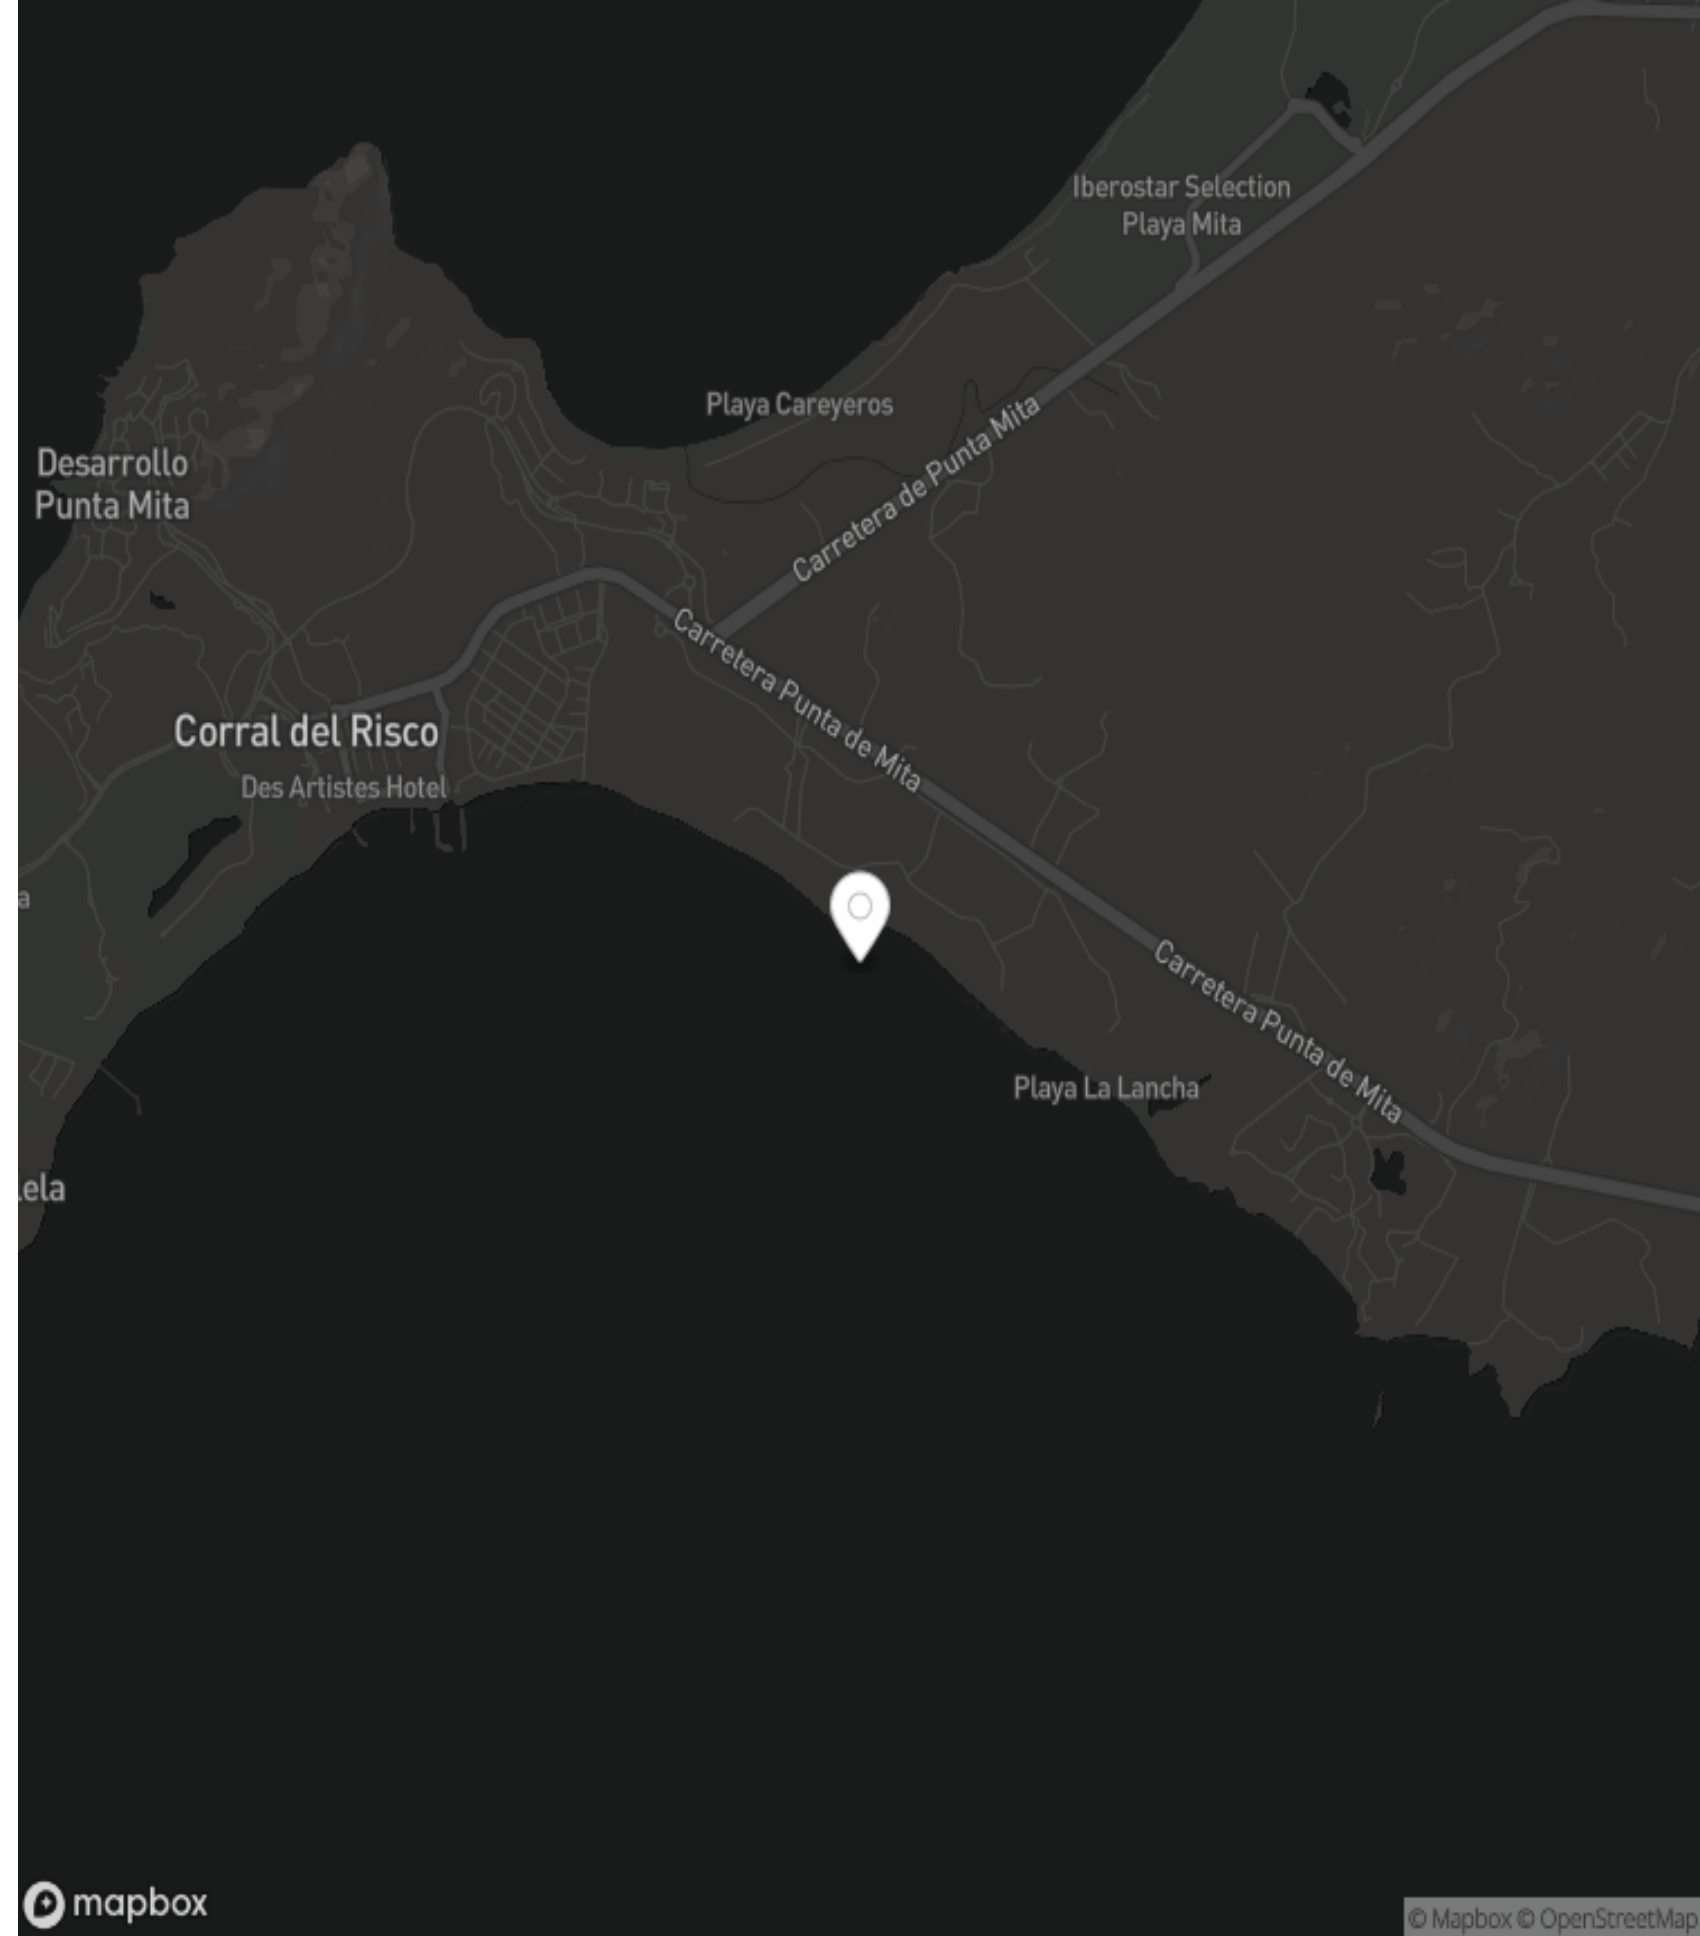 Iberostar Selection
Playa Mita
Playa Careyeros
Carretera de Punta Mita
Desarrollo
Punta Mita
Carretera Punta de Mita
Corral del Risco
Des Artistes Hotel
a
Carretera Punta de Mita
Playa La Lancha
ela
mapbox
© Mapbox © OpenStreetMap